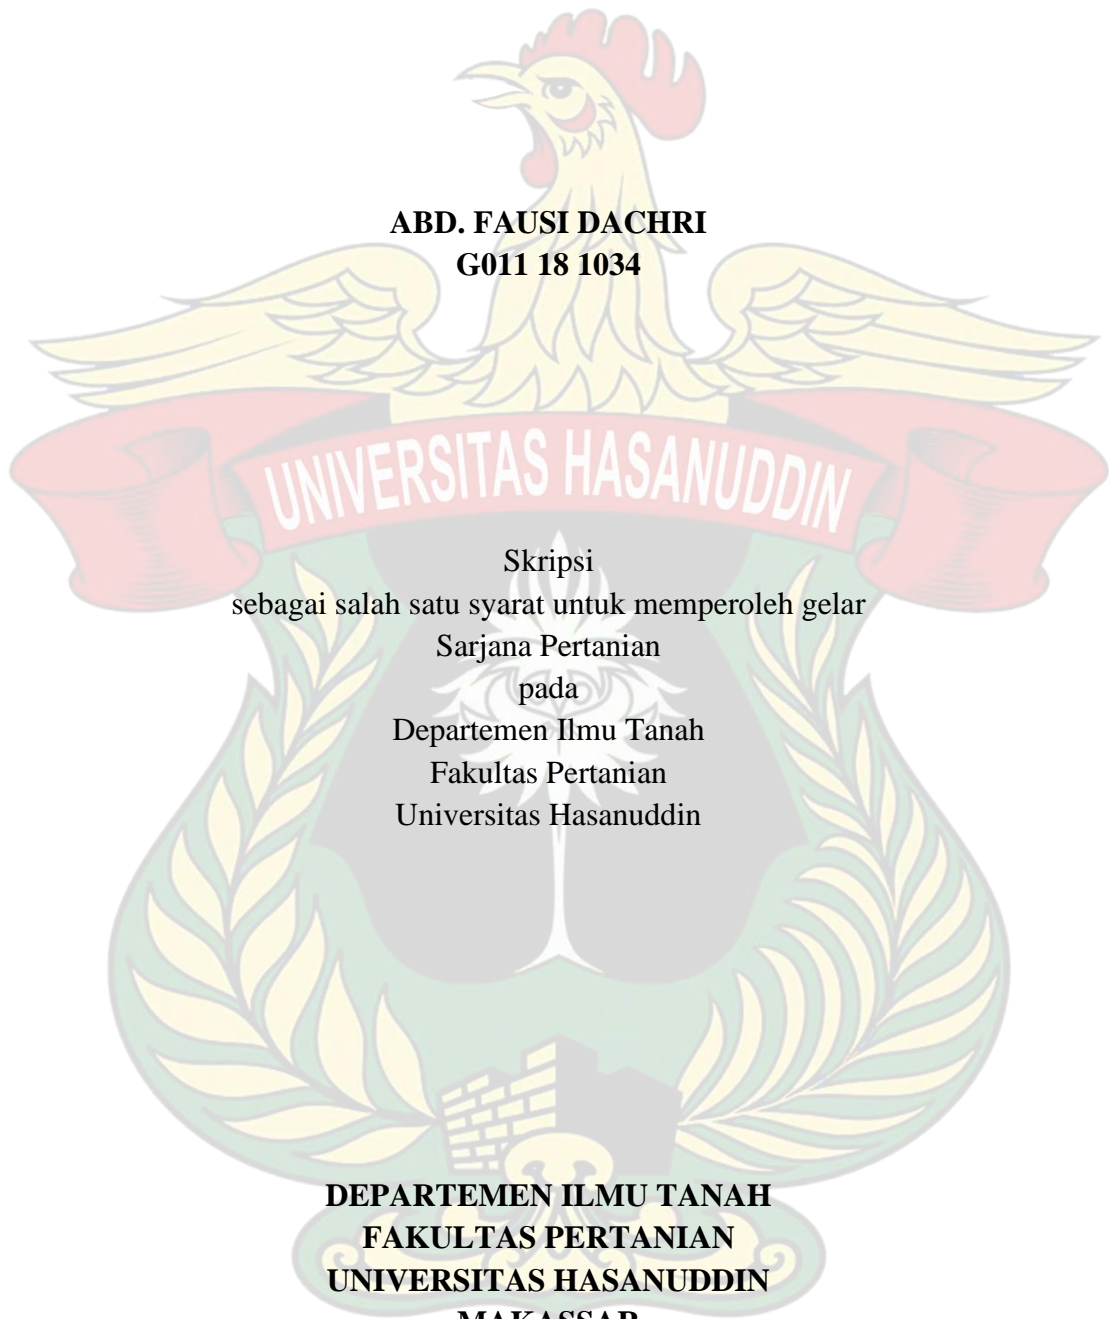 ABD. FAUSI DACHRI
G011 18 1034
UNIVERSITAS HASANUDDIN
Skripsi
sebagai salah satu syarat untuk memperoleh gelar
Sarjana Pertanian
pada
Departemen Ilmu Tanah
Fakultas Pertanian
Universitas Hasanuddin
DEPARTEMEN ILMU TANAH
FAKULTAS PERTANIAN
UNIVERSITAS HASANUDDIN
MAKASSAR